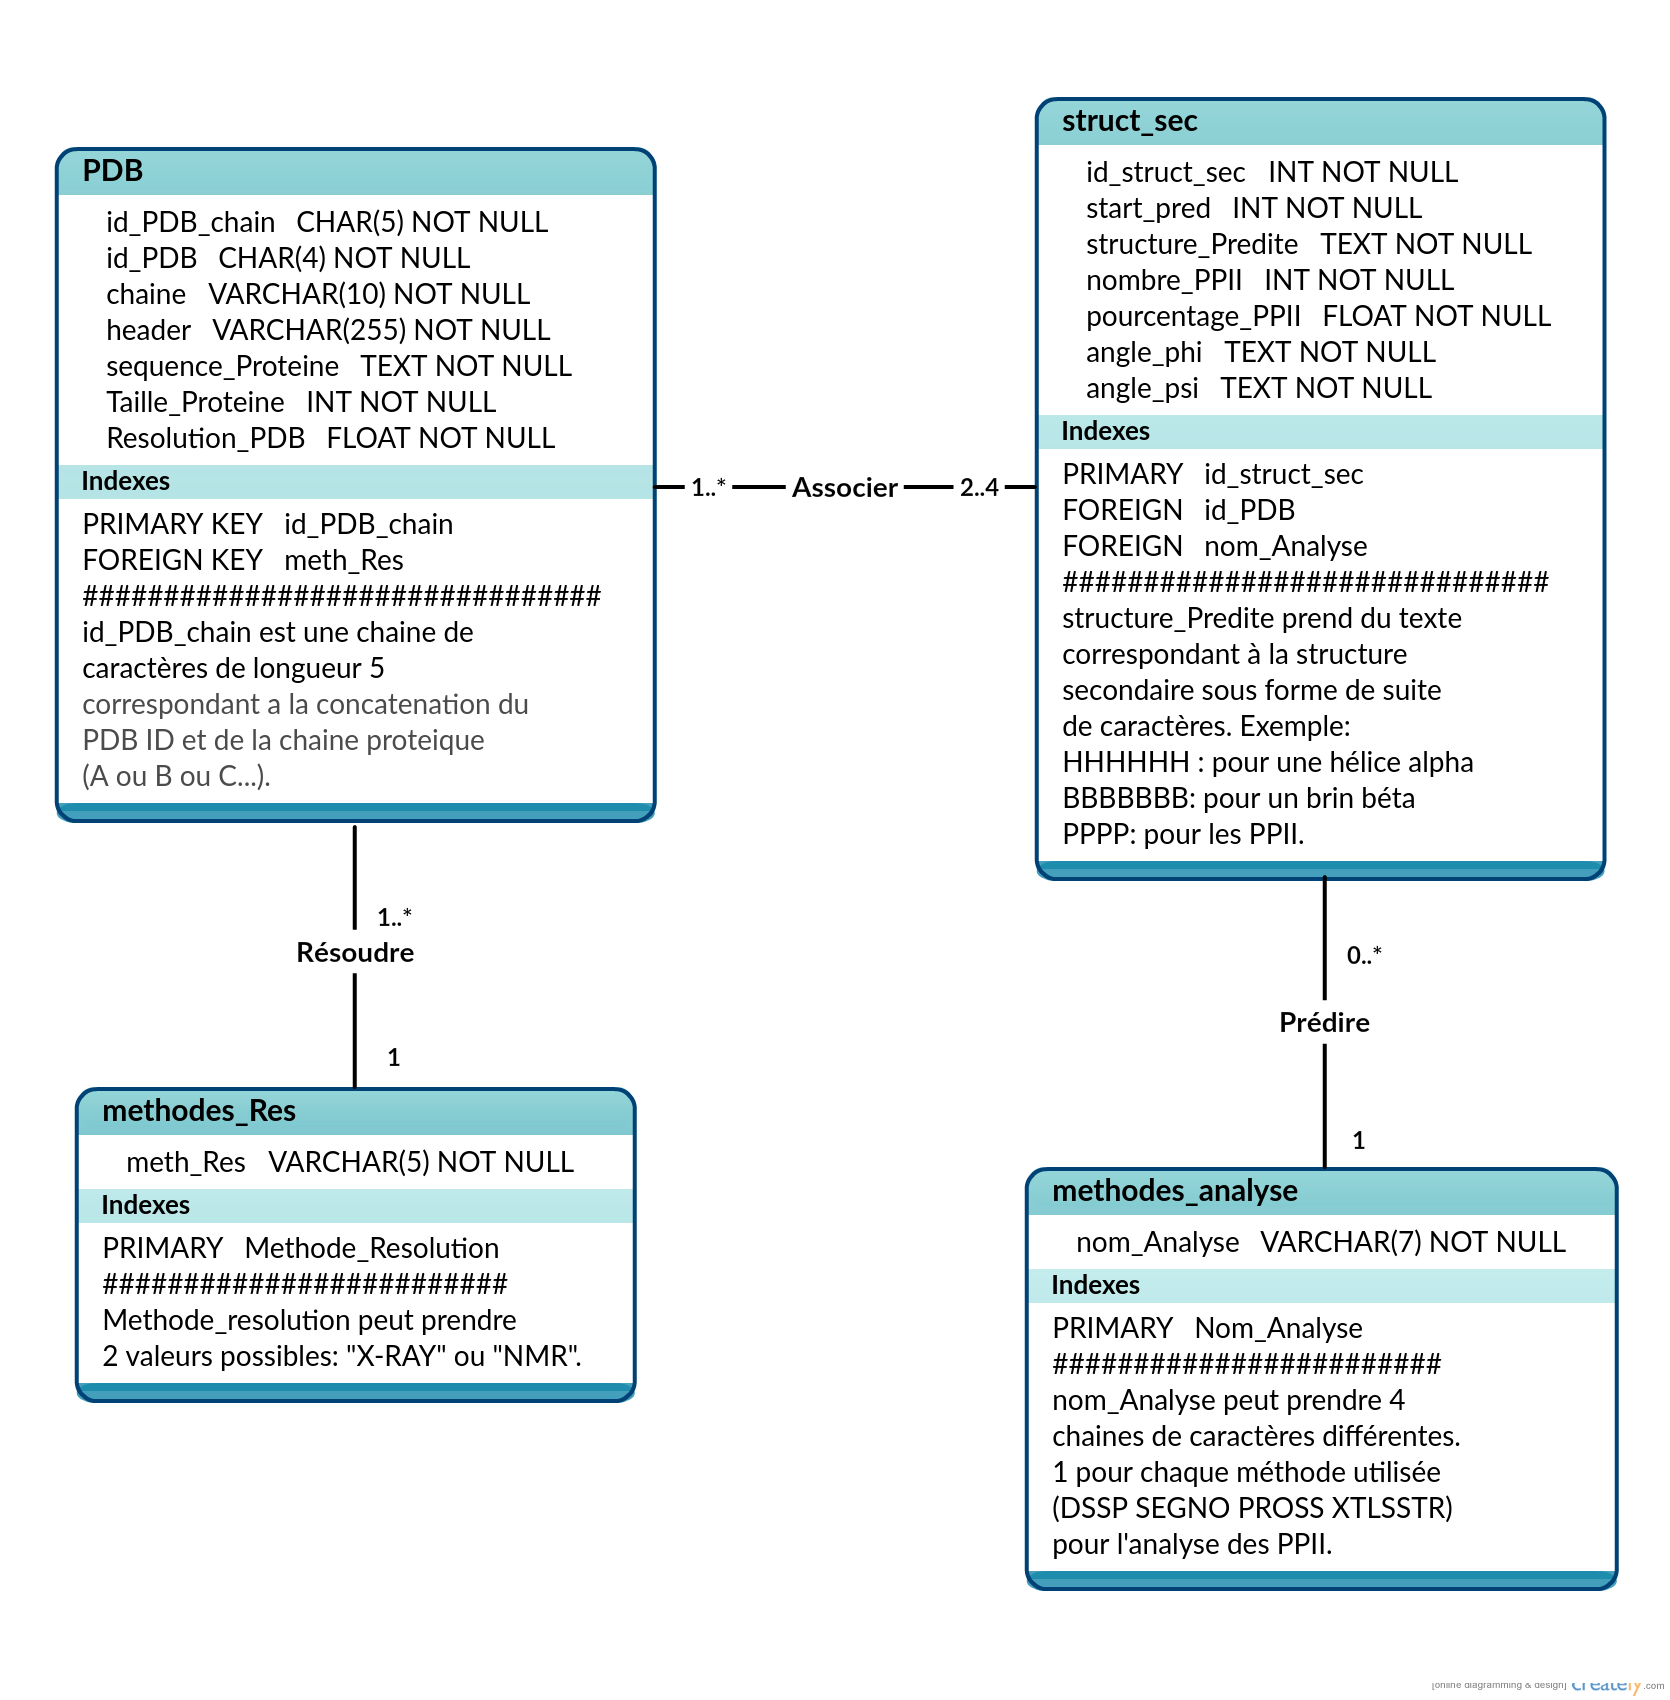 PDB
id_PDB_chain CHAR(5) NOT NULL
id_PDB CHAR(4) NOT NULL
chaine VARCHAR(10) NOT NULL
header VARCHAR(255) NOT NULL
sequence_Proteine TEXT NOT NULL
Taille_Proteine INT NOT NULL
Resolution_PDB FLOAT NOT NULL
Indexes
PRIMARY KEY id_PDB_chain
FOREIGN KEY meth_Res
################################
id_PDB_chain est une chaine de
caractères de longueur 5
correspondant a la concatenation du
PDB ID et de la chaine proteique
(A ou B ou C...).
1..* Associer 2..4
struct_sec
id_struct_sec INT NOT NULL
start_pred INT NOT NULL
structure_Predite TEXT NOT NULL
nombre_PPII INT NOT NULL
pourcentage_PPII FLOAT NOT NULL
angle_phi TEXT NOT NULL
angle_psi TEXT NOT NULL
Indexes
PRIMARY id_struct_sec
FOREIGN id_PDB
FOREIGN nom_Analyse
##############################
structure_Predite prend du texte
correspondant à la structure
secondaire sous forme de suite
de caractères. Exemple:
HHHHHH : pour une hélice alpha
BBBBBBB: pour un brin béta
PPPP: pour les PPII.
1..*
Résoudre
1
methodes_Res
meth_Res VARCHAR(5) NOT NULL
Indexes
PRIMARY Methode_Resolution
#########################
Methode_resolution peut prendre
2 valeurs possibles: "X-RAY" ou "NMR".
0..*
Prédire
1
methodes_analyse
nom_Analyse VARCHAR(7) NOT NULL
Indexes
PRIMARY Nom_Analyse
########################
nom_Analyse peut prendre 4
chaines de caractères différentes.
1 pour chaque méthode utilisée
(DSSP SEGNO PROSS XTLSSTR)
pour l'analyse des PPII.
[online diagramming & design] creately.com